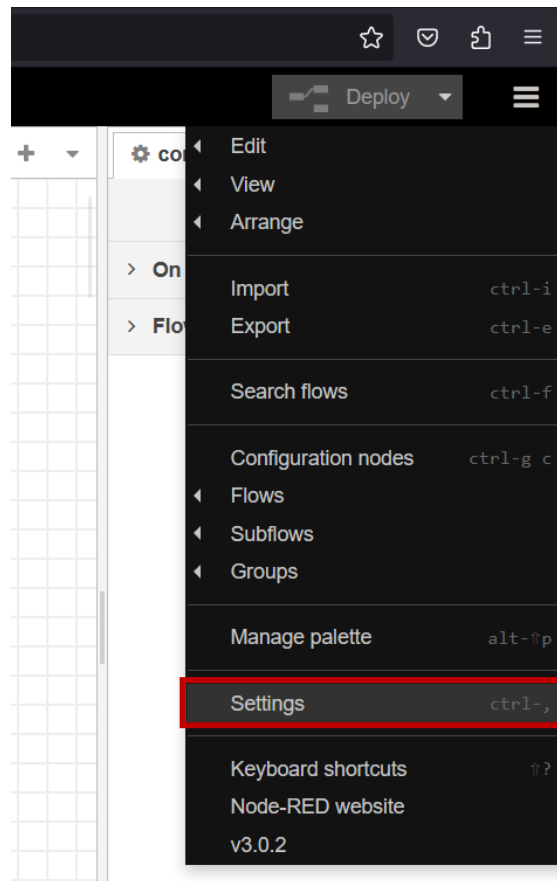 Deploy
coi
Edit
View
Arrange
On
Flo
Import ctrl-i
Export ctrl-e
Search flows ctrl-f
Configuration nodes ctrl-g c
Flows
Subflows
Groups
Manage palette alt-⇧p
Settings ctrl-,
Keyboard shortcuts ⇧?
Node-RED website
v3.0.2